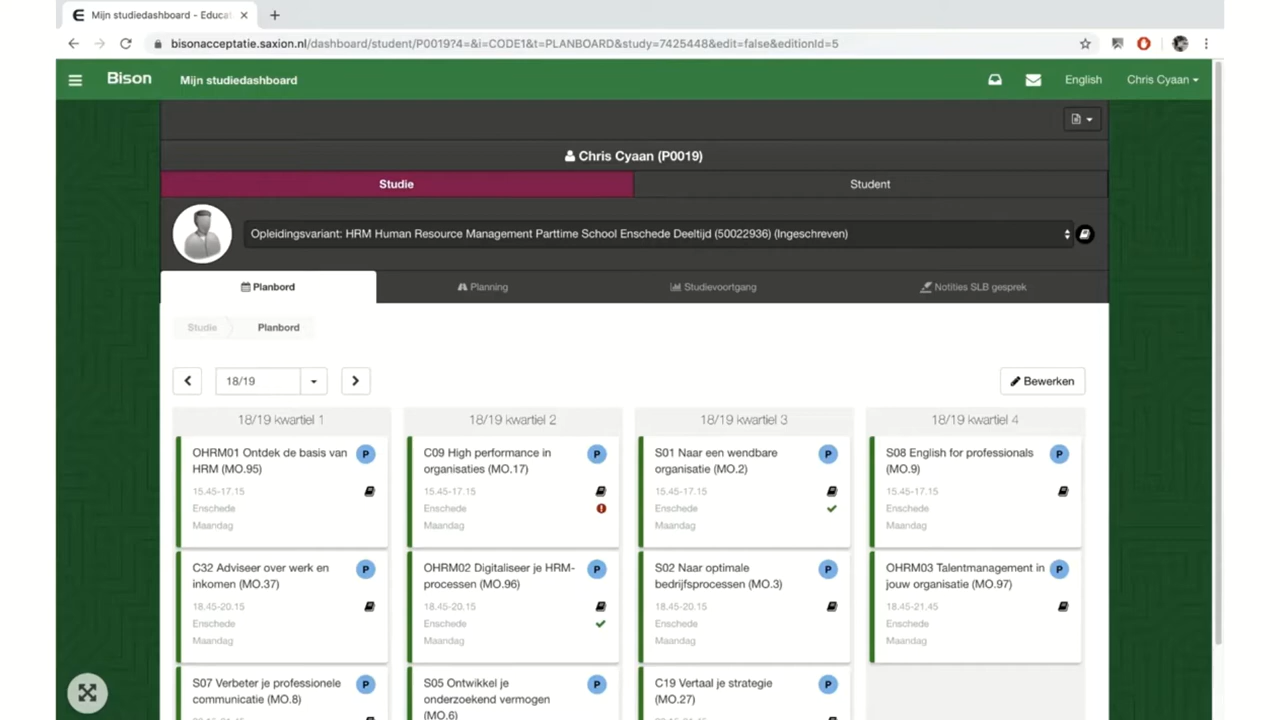 Mijn studiedashboard - Educat
bisonacceptatie.saxion.nl/dashboard/student/P0019?4=&i=CODE1&t=PLANBOARD&study=7425448&edit=false&editionId=5
Bison
Mijn studiedashboard
English
Chris Cyaan
Chris Cyaan (P0019)
Studie
Student
Opleidingsvariant: HRM Human Resource Management Parttime School Enschede Deeltijd (50022936) (Ingeschreven)
Planbord
Planning
Studievoortgang
Notities SLB gesprek
Studie
Planbord
18/19
Bewerken
18/19 kwartiel 1
OHRM01 Ontdek de basis van
HRM (MO.95)
P
15.45-17.15
Enschede
Maandag
C32 Adviseer over werk en
inkomen (MO.37)
P
18.45-20.15
Enschede
Maandag
S07 Verbeter je professionele
communicatie (MO.8)
P
18/19 kwartiel 2
C09 High performance in
organisaties (MO.17)
P
15.45-17.15
Enschede
Maandag
OHRM02 Digitaliseer je HRM-
processen (MO.96)
P
18.45-20.15
Enschede
Maandag
S05 Ontwikkel je
onderzoekend vermogen
(MO.6)
P
18/19 kwartiel 3
S01 Naar een wendbare
organisatie (MO.2)
P
15.45-17.15
Enschede
Maandag
S02 Naar optimale
bedrijfsprocessen (MO.3)
P
18.45-20.15
Enschede
Maandag
C19 Vertaal je strategie
(MO.27)
P
18/19 kwartiel 4
S08 English for professionals
(MO.9)
P
15.45-17.15
Enschede
Maandag
OHRM03 Talentmanagement in
jouw organisatie (MO.97)
P
18.45-21.45
Enschede
Maandag